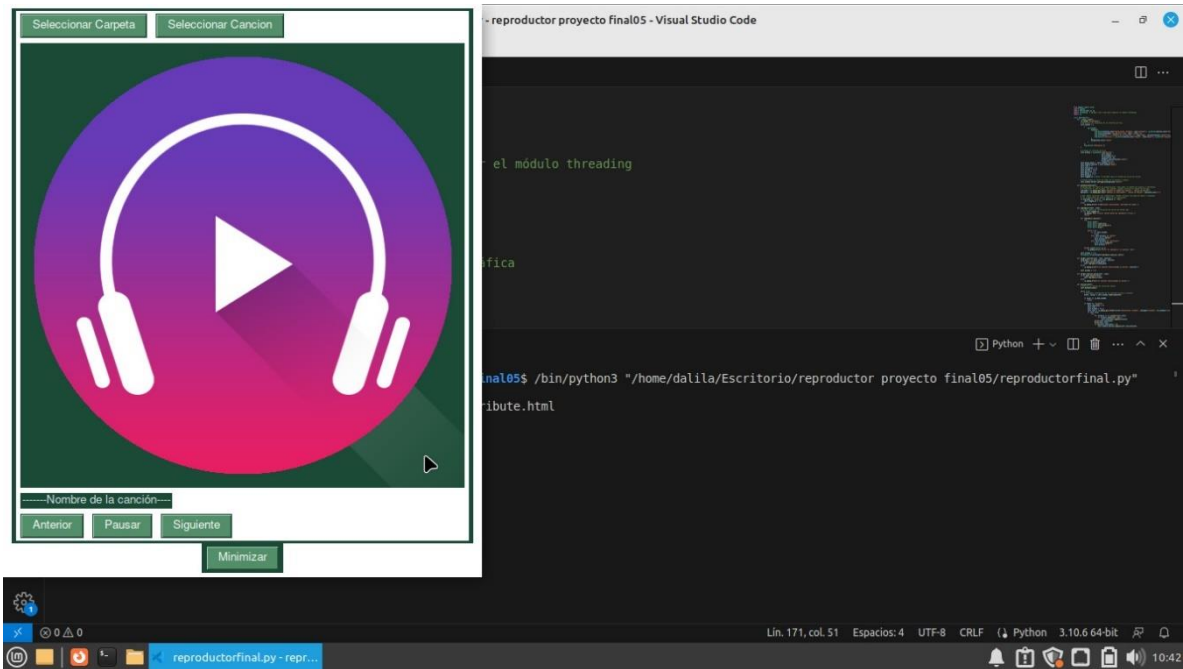 Seleccionar Carpeta Seleccionar Cancion
- reproductor proyecto final05 - Visual Studio Code
el módulo threading
áfica
Python
inal05$ /bin/python3 "/home/dalila/Escritorio/reproductor proyecto final05/reproductorfinal.py"
ribute.html
-------Nombre de la canción----
Anterior Pausar Siguiente
Minimizar
1
0 0 Lín. 171, col. 51 Espacios: 4 UTF-8 CRLF Python 3.10.6 64-bit
reproductorfinal.py - repr... 10:42